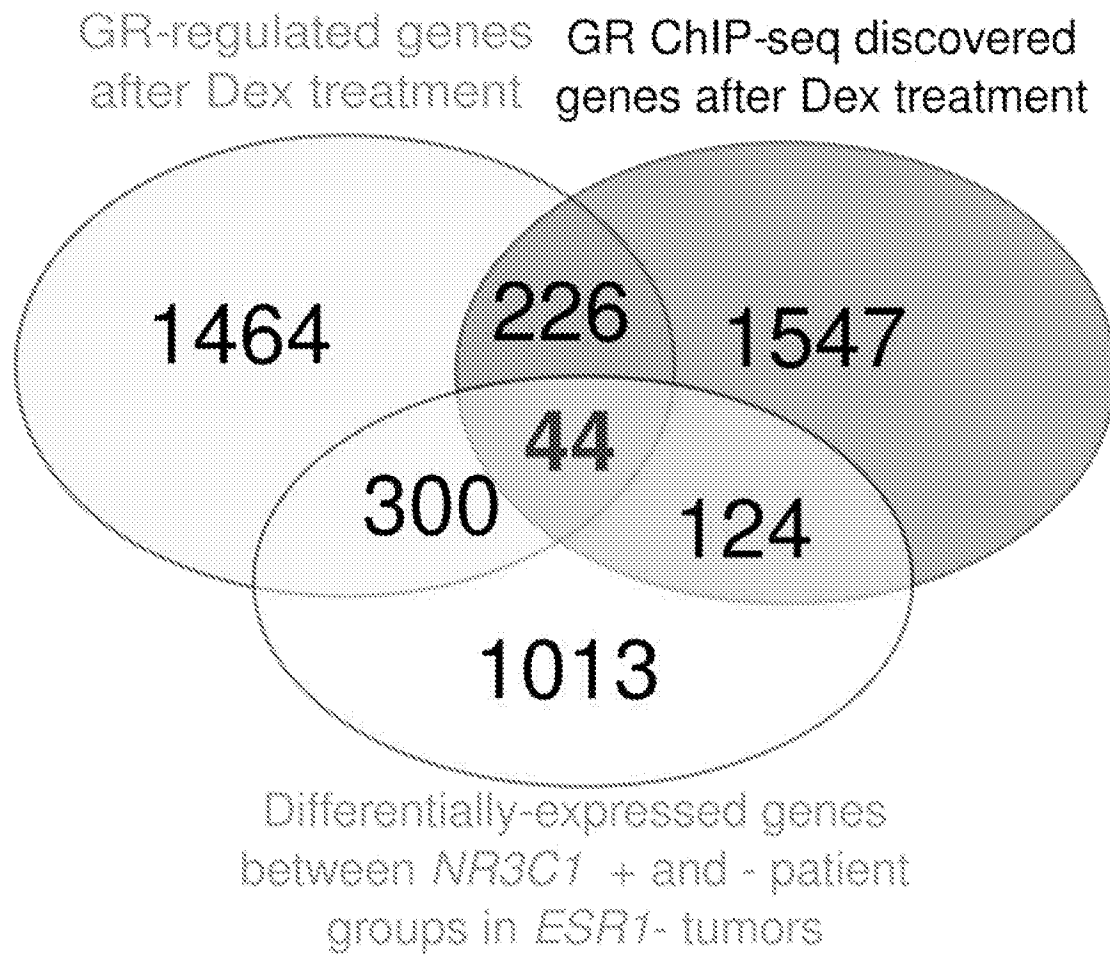 GR-regulated genes
after Dex treatment
GR ChIP-seq discovered
genes after Dex treatment
1464
226
1547
44
300
124
1013
Differentially-expressed genes
between NR3C1 + and - patient
groups in ESR1- tumors